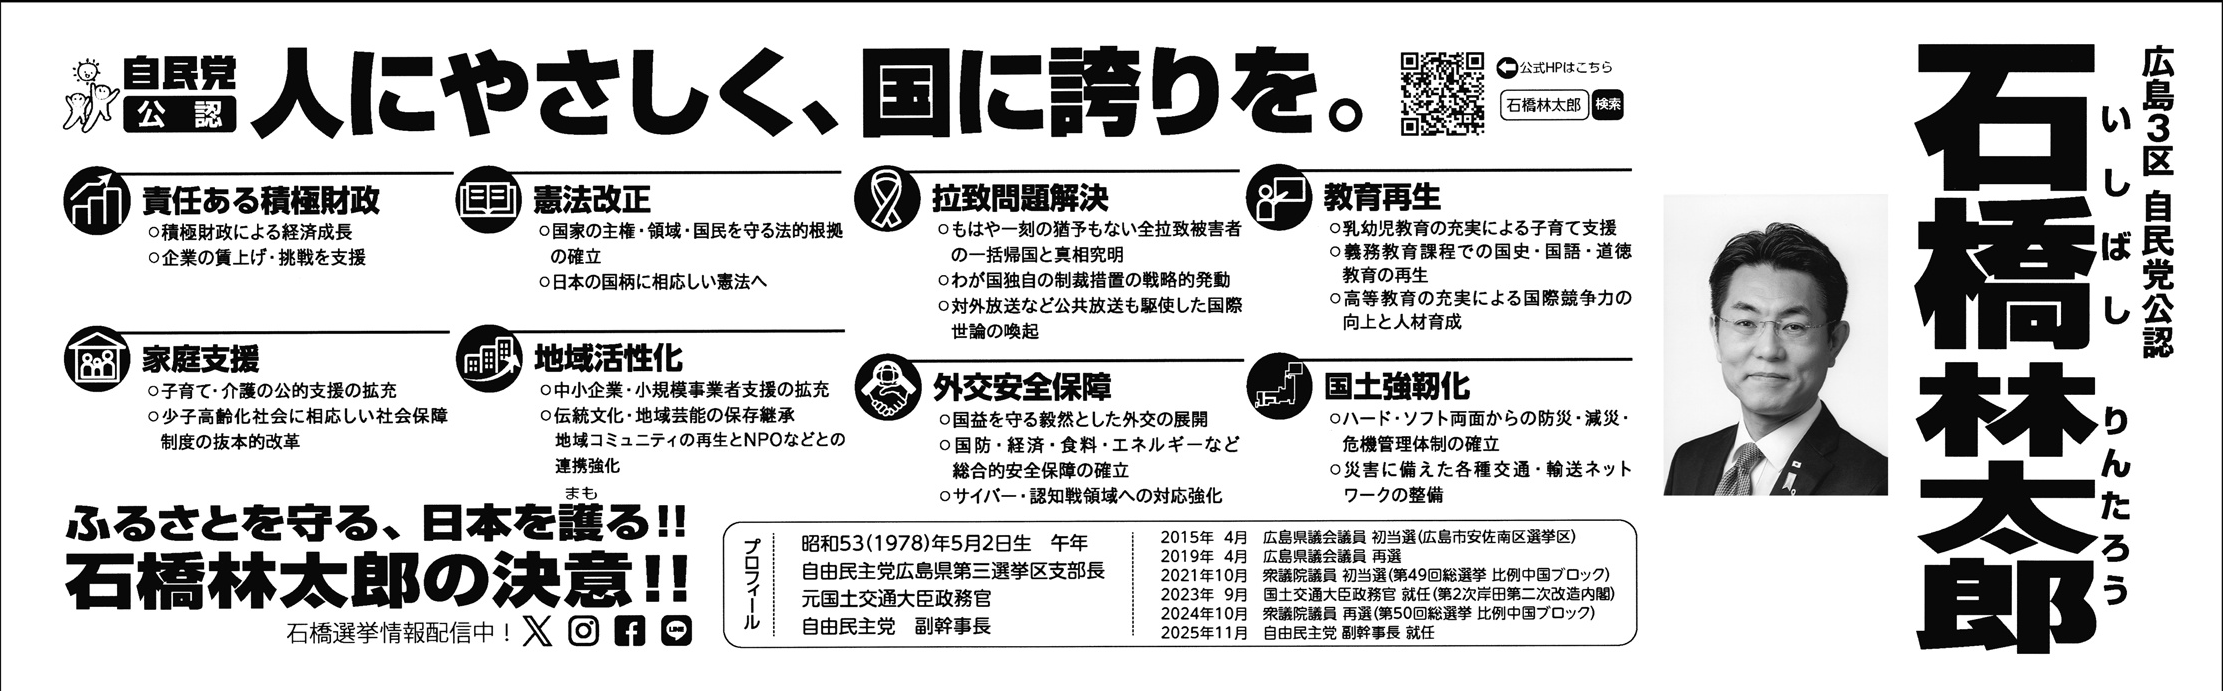 広島3区 自民党公認
いしばし りんたろう
石橋林太郎
自民党
公認
人にやさしく、国に誇りを。
公式HPはこちら
石橋林太郎 検索
責任ある積極財政
○積極財政による経済成長
○企業の賃上げ・挑戦を支援
憲法改正
○国家の主権・領域・国民を守る法的根拠
の確立
○日本の国柄に相応しい憲法へ
拉致問題解決
○もはや一刻の猶予もない全拉致被害者
の一括帰国と真相究明
○わが国独自の制裁措置の戦略的発動
○対外放送など公共放送も駆使した国際
世論の喚起
教育再生
○乳幼児教育の充実による子育て支援
○義務教育課程での国史・国語・道徳
教育の再生
○高等教育の充実による国際競争力の
向上と人材育成
家庭支援
○子育て・介護の公的支援の拡充
○少子高齢化社会に相応しい社会保障
制度の抜本的改革
地域活性化
○中小企業・小規模事業者支援の拡充
○伝統文化・地域芸能の保存継承
地域コミュニティの再生とNPOなどとの
連携強化
外交安全保障
○国益を守る毅然とした外交の展開
○国防・経済・食料・エネルギーなど
総合的安全保障の確立
○サイバー・認知戦領域への対応強化
国土強靭化
○ハード・ソフト両面からの防災・減災・
危機管理体制の確立
○災害に備えた各種交通・輸送ネット
ワークの整備
まも
ふるさとを守る、日本を護る!!
石橋林太郎の決意!!
石橋選挙情報配信中!
LINE
プロフィール
昭和53(1978)年5月2日生 午年
自由民主党広島県第三選挙区支部長
元国土交通大臣政務官
自由民主党 副幹事長
2015年 4月 広島県議会議員 初当選(広島市安佐南区選挙区)
2019年 4月 広島県議会議員 再選
2021年10月 衆議院議員 初当選(第49回総選挙 比例中国ブロック)
2023年 9月 国土交通大臣政務官 就任(第2次岸田第二次改造内閣)
2024年10月 衆議院議員 再選(第50回総選挙 比例中国ブロック)
2025年11月 自由民主党 副幹事長 就任